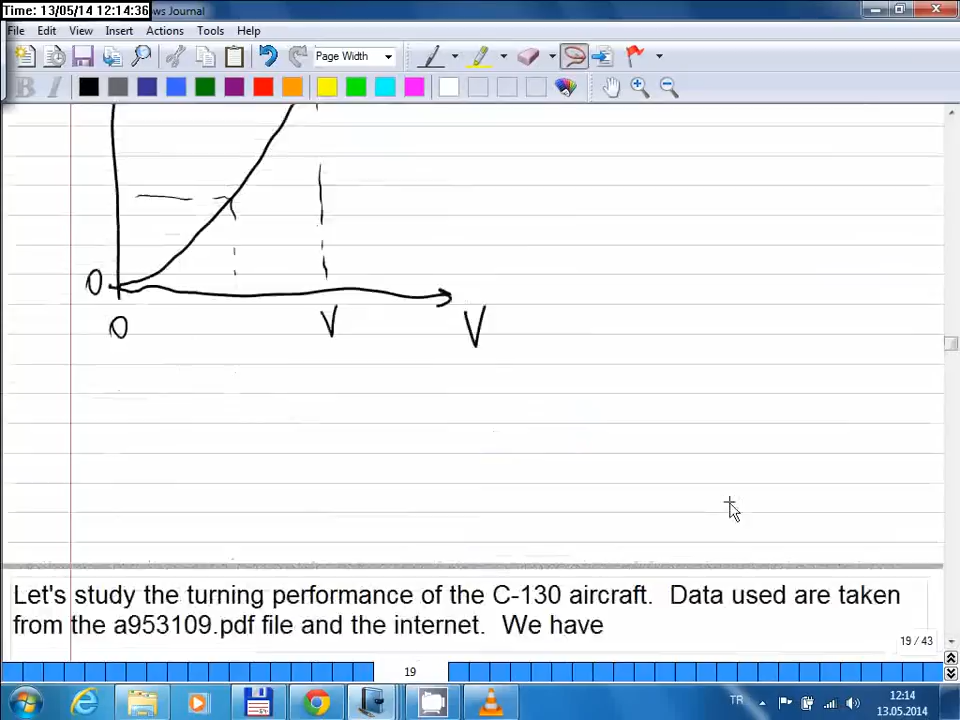 Time: 13/05/14 12:14:36
ws Journal
File Edit View Insert Actions Tools Help
Page Width
B I
0
0 V V
Let's study the turning performance of the C-130 aircraft. Data used are taken
from the a953109.pdf file and the internet. We have
19 / 43
19
TR
12:14
13.05.2014